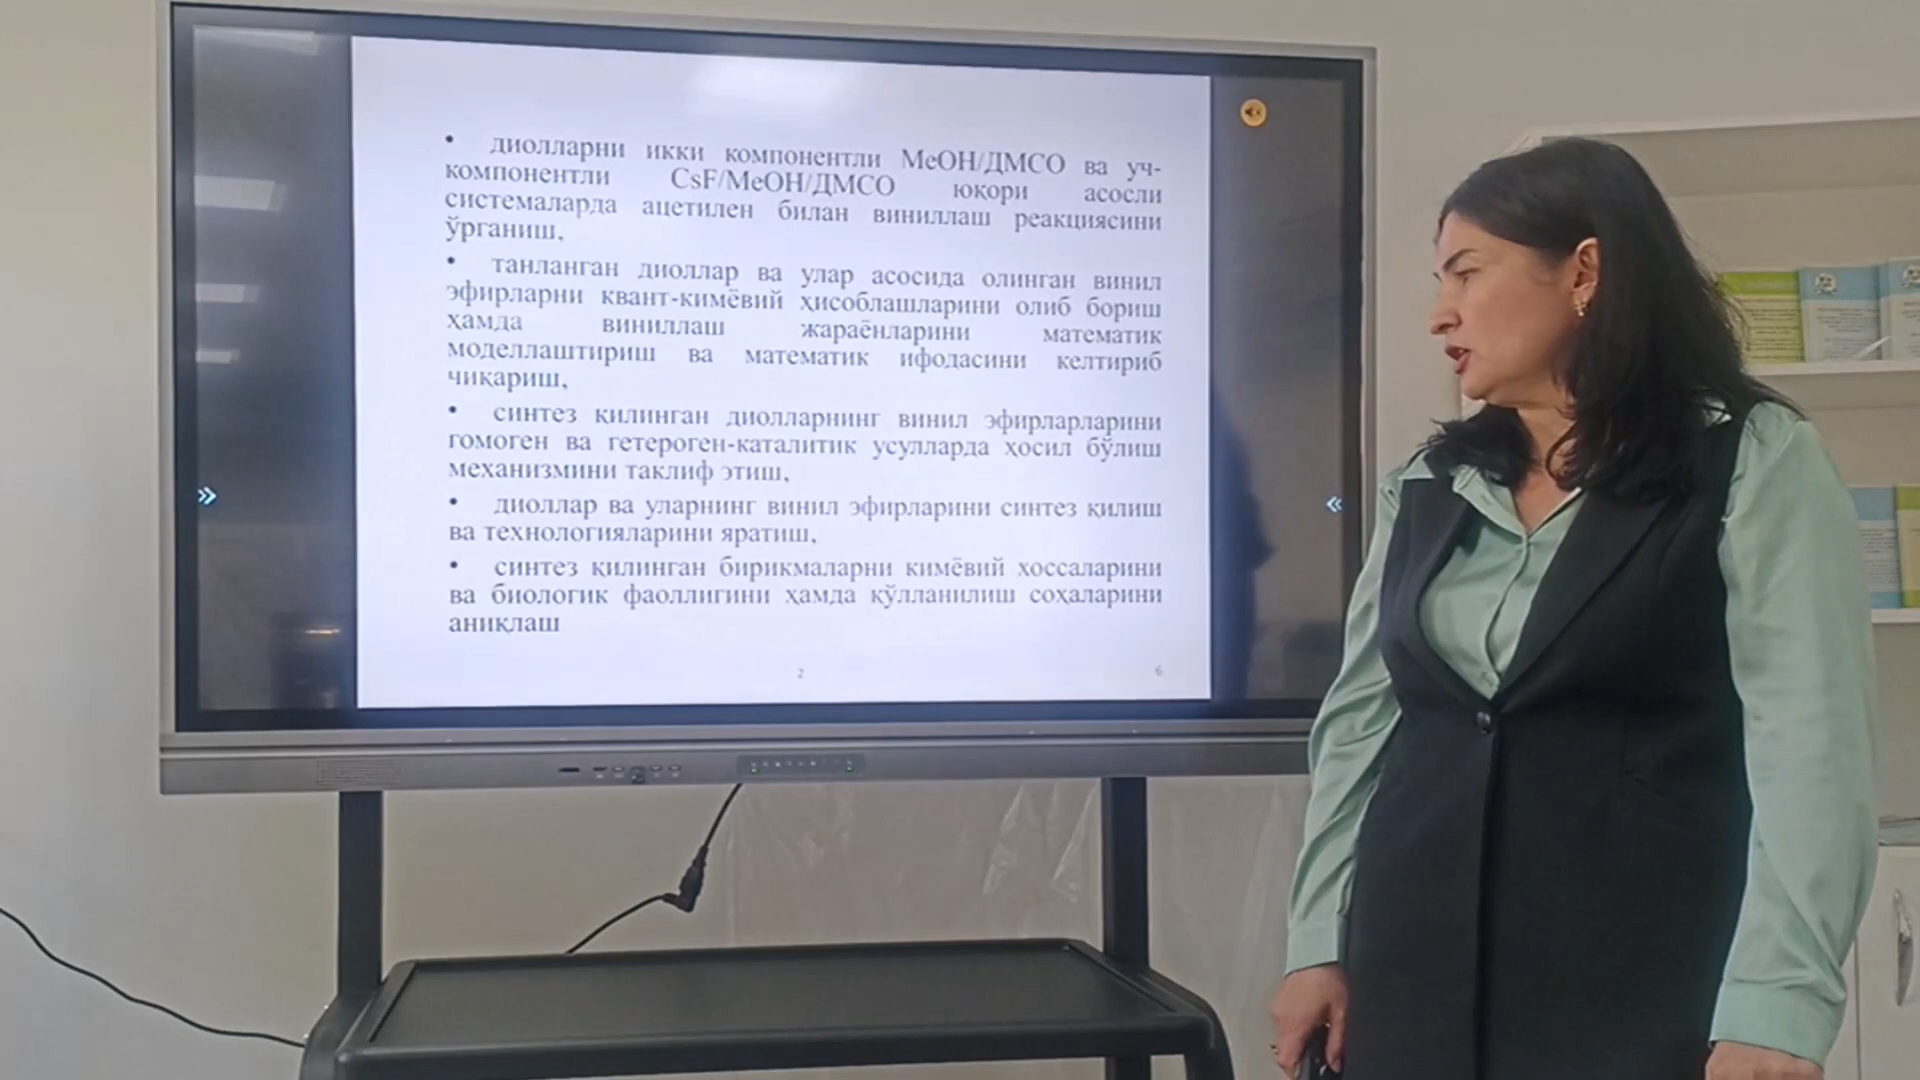 • диолларни икки компонентли МеОН/ДМСО ва уч-
компонентли CsF/МеОН/ДМСО юқори асосли
системаларда ацетилен билан виниллаш реакциясини
ўрганиш,
• танланган диоллар ва улар асосида олинган винил
эфирларни квант-кимёвий ҳисоблашларини олиб бориш
ҳамда виниллаш жараёнларини математик
моделлаштириш ва математик ифодасини келтириб
чиқариш,
• синтез қилинган диолларнинг винил эфирларларини
гомоген ва гетероген-каталитик усулларда ҳосил бўлиш
механизмини таклиф этиш,
• диоллар ва уларнинг винил эфирларини синтез қилиш
ва технологияларини яратиш,
• синтез қилинган бирикмаларни кимёвий хоссаларини
ва биологик фаоллигини ҳамда қўлланилиш соҳаларини
аниқлаш
2 6